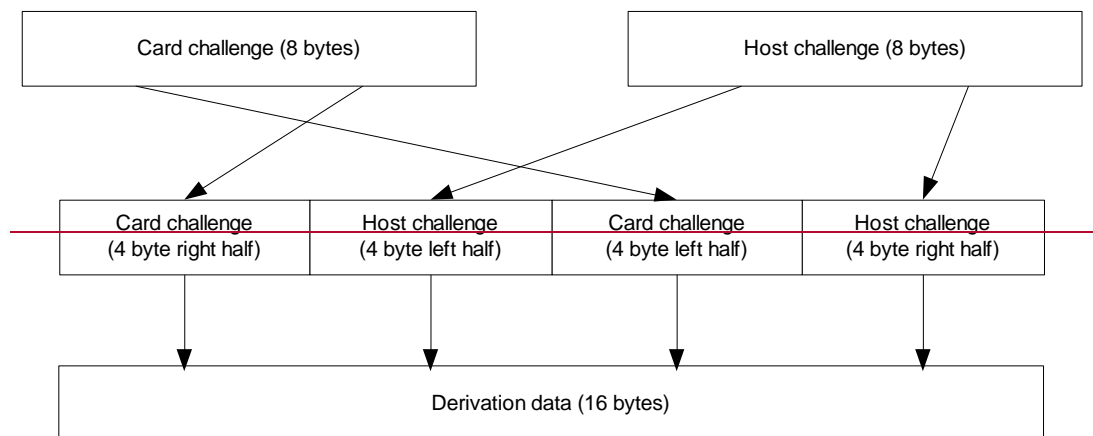 Card challenge (8 bytes)
Host challenge (8 bytes)
Card challenge
(4 byte right half)
Host challenge
(4 byte left half)
Card challenge
(4 byte left half)
Host challenge
(4 byte right half)
Derivation data (16 bytes)